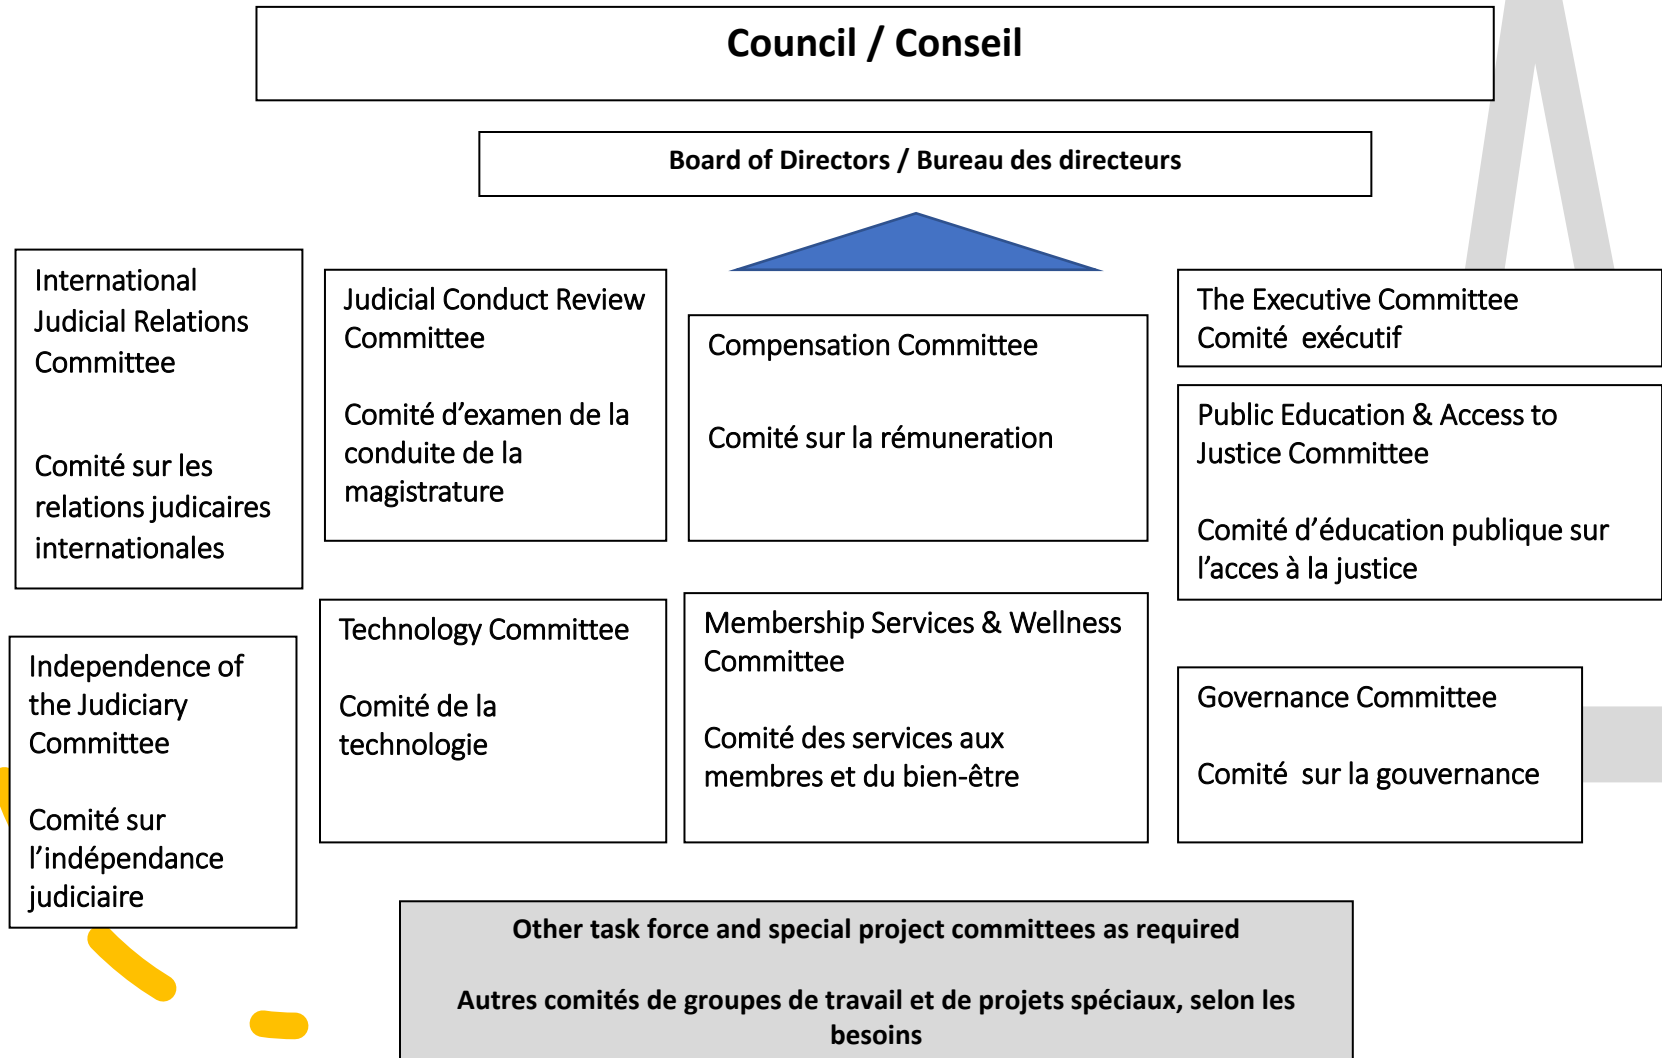 Council / Conseil
Board of Directors / Bureau des directeurs
International
Judicial Relations
Committee
Comité sur les
relations judicaires
internationales
Judicial Conduct Review
Committee
Comité d’examen de la
conduite de la
magistrature
Compensation Committee
Comité sur la rémuneration
The Executive Committee
Comité  exécutif
Public Education & Access to
Justice Committee
Comité d’éducation publique sur
l’acces à la justice
Independence of
the Judiciary
Committee
Comité sur
l’indépendance
judiciaire
Technology Committee
Comité de la
technologie
Membership Services & Wellness
Committee
Comité des services aux
membres et du bien-être
Governance Committee
Comité  sur la gouvernance
Other task force and special project committees as required
Autres comités de groupes de travail et de projets spéciaux, selon les
besoins